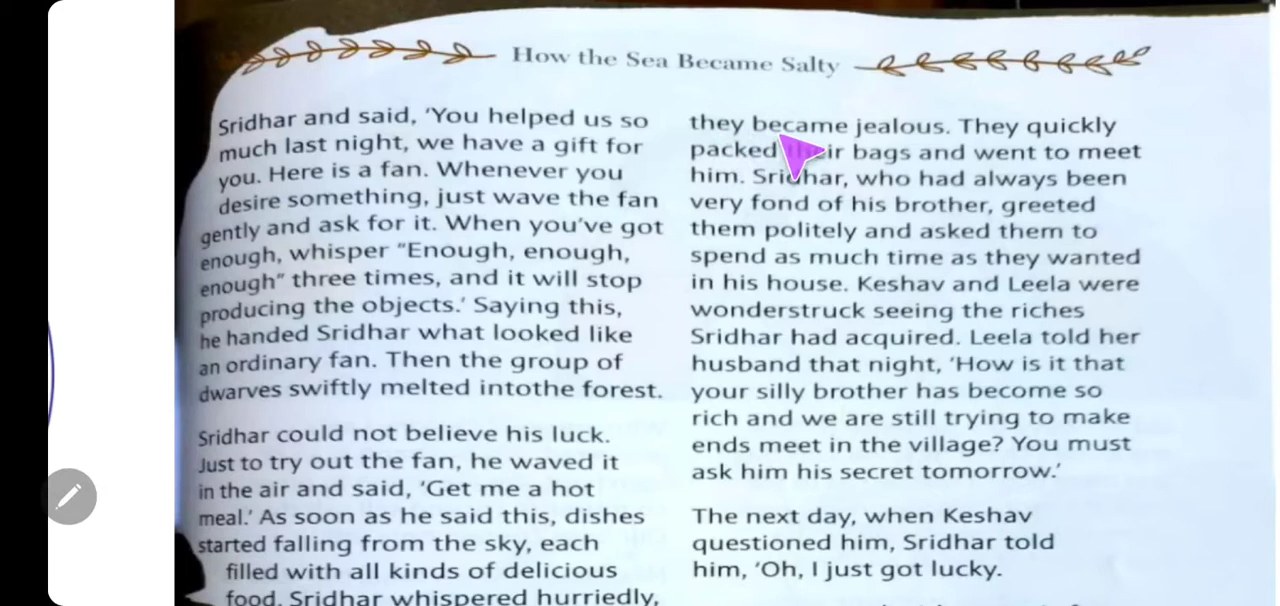 How the Sea Became Salty
Sridhar and said, ‘You helped us so
much last night, we have a gift for
you. Here is a fan. Whenever you
desire something, just wave the fan
gently and ask for it. When you’ve got
enough, whisper “Enough, enough,
enough” three times, and it will stop
producing the objects.’ Saying this,
he handed Sridhar what looked like
an ordinary fan. Then the group of
dwarves swiftly melted intothe forest.
Sridhar could not believe his luck.
Just to try out the fan, he waved it
in the air and said, ‘Get me a hot
meal.’ As soon as he said this, dishes
started falling from the sky, each
filled with all kinds of delicious
food. Sridhar whispered hurriedly,
they became jealous. They quickly
packed their bags and went to meet
him. Sridhar, who had always been
very fond of his brother, greeted
them politely and asked them to
spend as much time as they wanted
in his house. Keshav and Leela were
wonderstruck seeing the riches
Sridhar had acquired. Leela told her
husband that night, ‘How is it that
your silly brother has become so
rich and we are still trying to make
ends meet in the village? You must
ask him his secret tomorrow.’
The next day, when Keshav
questioned him, Sridhar told
him, ‘Oh, I just got lucky.